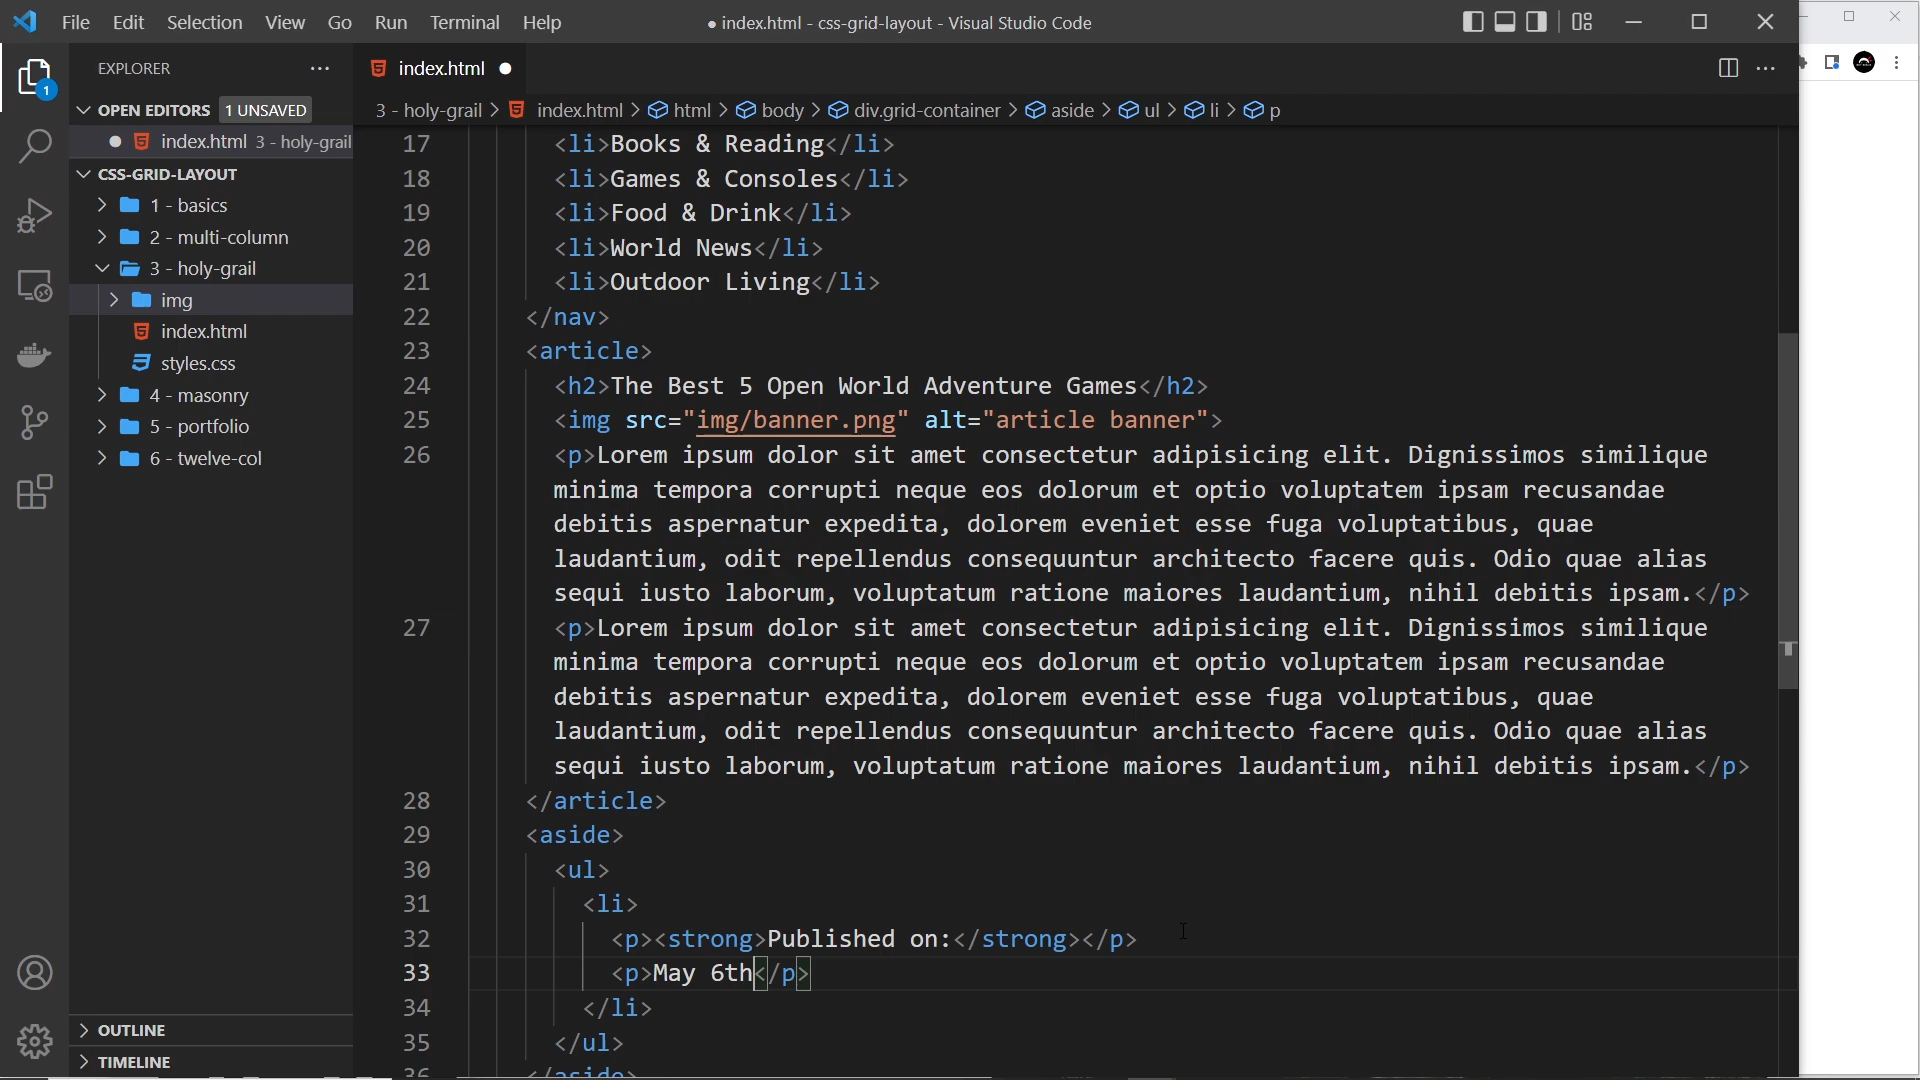 File Edit Selection View Go Run Terminal Help
● index.html - css-grid-layout - Visual Studio Code
EXPLORER
1
OPEN EDITORS 1 UNSAVED
index.html 3 - holy-grail
CSS-GRID-LAYOUT
1 - basics
2 - multi-column
3 - holy-grail
img
index.html
styles.css
4 - masonry
5 - portfolio
6 - twelve-col
OUTLINE
TIMELINE
index.html
3 - holy-grail > index.html > html > body > div.grid-container > aside > ul > li > p
17 <li>Books & Reading</li>
18 <li>Games & Consoles</li>
19 <li>Food & Drink</li>
20 <li>World News</li>
21 <li>Outdoor Living</li>
22 </nav>
23 <article>
24 <h2>The Best 5 Open World Adventure Games</h2>
25 <img src="img/banner.png" alt="article banner">
26 <p>Lorem ipsum dolor sit amet consectetur adipisicing elit. Dignissimos similique
minima tempora corrupti neque eos dolorum et optio voluptatem ipsam recusandae
debitis aspernatur expedita, dolorem eveniet esse fuga voluptatibus, quae
laudantium, odit repellendus consequuntur architecto facere quis. Odio quae alias
sequi iusto laborum, voluptatum ratione maiores laudantium, nihil debitis ipsam.</p>
27 <p>Lorem ipsum dolor sit amet consectetur adipisicing elit. Dignissimos similique
minima tempora corrupti neque eos dolorum et optio voluptatem ipsam recusandae
debitis aspernatur expedita, dolorem eveniet esse fuga voluptatibus, quae
laudantium, odit repellendus consequuntur architecto facere quis. Odio quae alias
sequi iusto laborum, voluptatum ratione maiores laudantium, nihil debitis ipsam.</p>
28 </article>
29 <aside>
30 <ul>
31 <li>
32 <p><strong>Published on:</strong></p>
33 <p>May 6th</p>
34 </li>
35 </ul>
36 </aside>